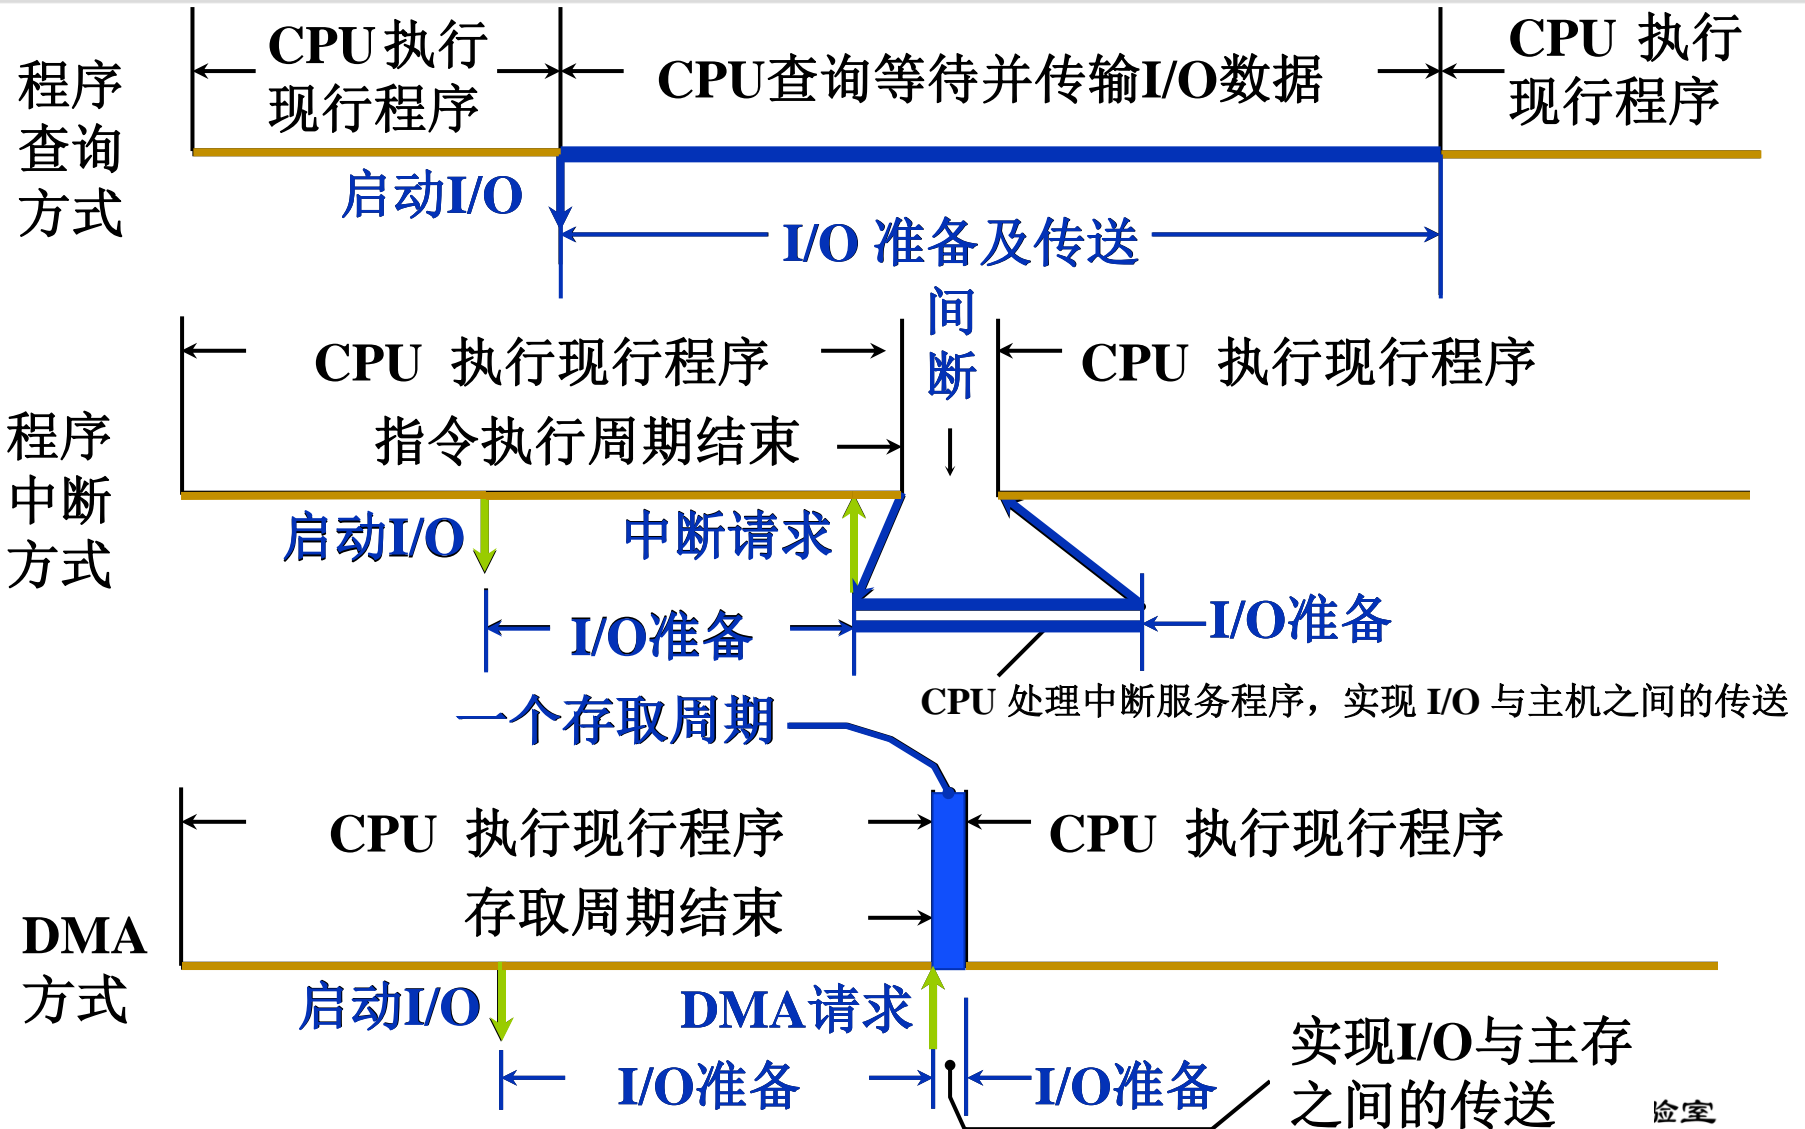 程序
查询
方式
CPU 执行
现行程序
CPU查询等待并传输I/O数据
CPU 执行
现行程序
启动I/O
I/O 准备及传送
程序
中断
方式
CPU 执行现行程序
间
断
CPU 执行现行程序
指令执行周期结束
启动I/O
中断请求
I/O准备
I/O准备
CPU 处理中断服务程序，实现 I/O 与主机之间的传送
一个存取周期
DMA
方式
CPU 执行现行程序
CPU 执行现行程序
存取周期结束
启动I/O
DMA请求
I/O准备
I/O准备
实现I/O与主存
之间的传送
验室